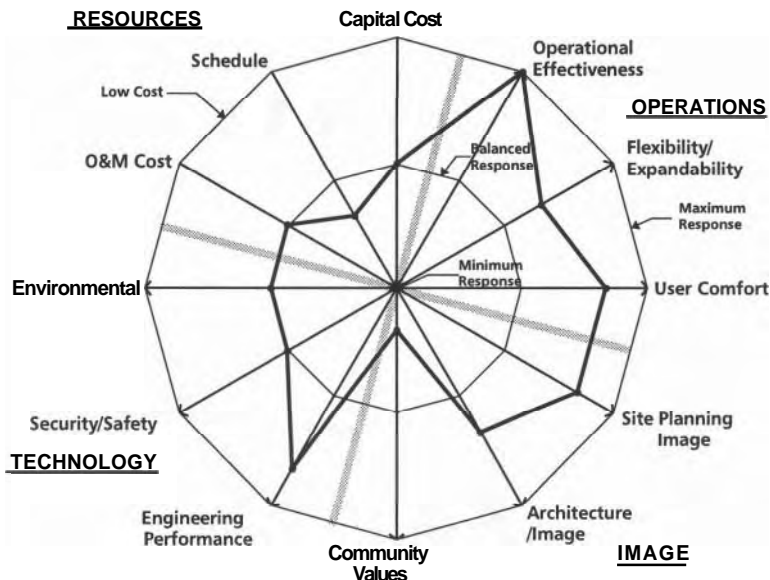 RESOURCES
Capital Cost
Schedule
Operational
Effectiveness
Low Cost
OPERATIONS
O&M Cost
Balanced
Response
Flexibility/
Expandability
Maximum
Response
Environmental
Minimum
Response
User Comfort
Security/Safety
Site Planning
Image
TECHNOLOGY
Engineering
Performance
Architecture
/Image
Community
Values
IMAGE